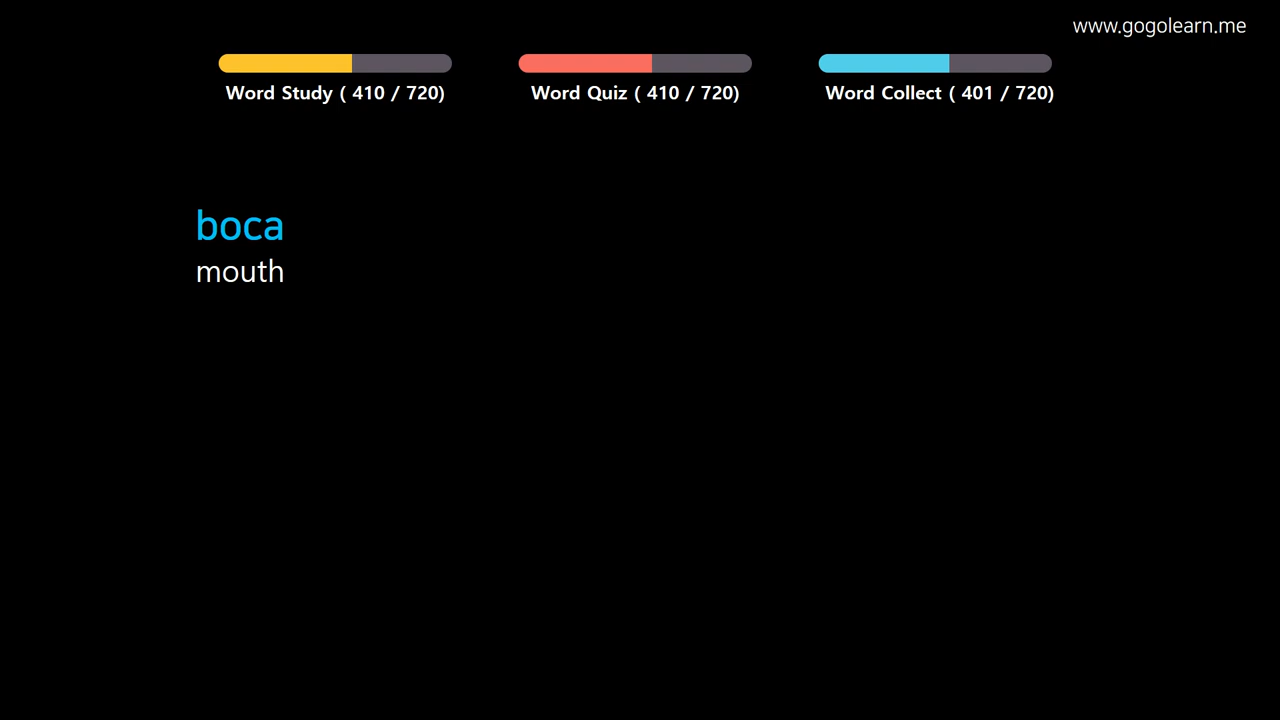 www.gogolearn.me
Word Study ( 410 / 720)
Word Quiz ( 410 / 720)
Word Collect ( 401 / 720)
boca
mouth